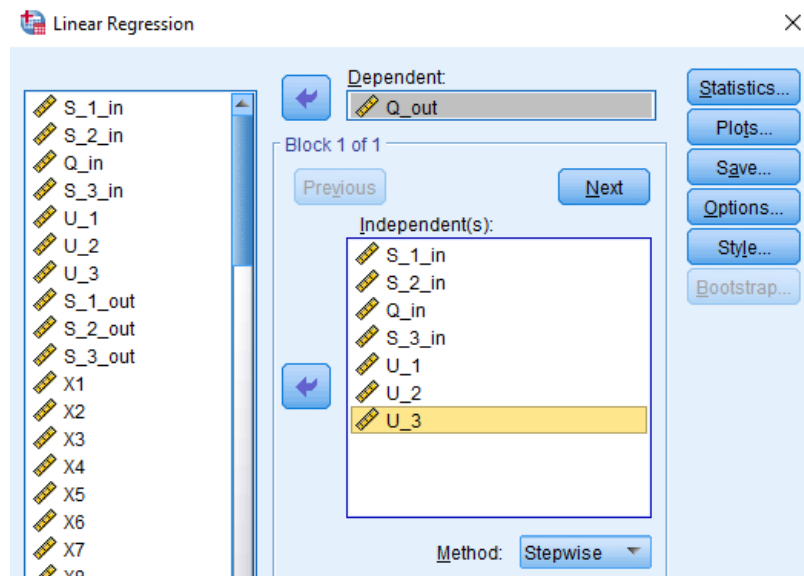 Linear Regression
S_1_in
S_2_in
Q_in
S_3_in
U_1
U_2
U_3
S_1_out
S_2_out
S_3_out
X1
X2
X3
X4
X5
X6
X7
X8
Dependent:
Q_out
Block 1 of 1
Previous
Next
Independent(s):
S_1_in
S_2_in
Q_in
S_3_in
U_1
U_2
U_3
Method: Stepwise
Statistics...
Plots...
Save...
Options...
Style...
Bootstrap...